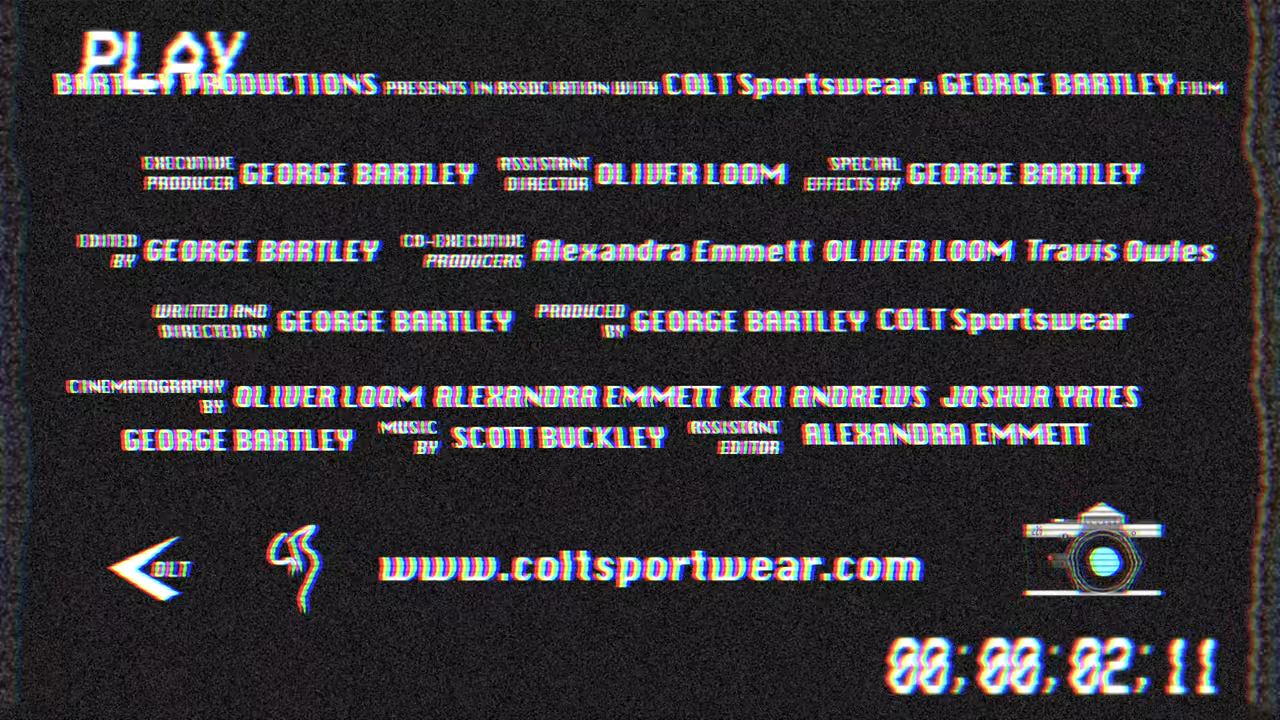 PLAY
BARTLEY PRODUCTIONS PRESENTS IN ASSOCIATION WITH COLT Sportswear A GEORGE BARTLEY FILM
EXECUTIVE PRODUCER GEORGE BARTLEY ASSISTANT DIRECTOR OLIVER LOOM SPECIAL EFFECTS BY GEORGE BARTLEY
EDITED BY GEORGE BARTLEY CO-EXECUTIVE PRODUCERS Alexandra Emmett OLIVER LOOM Travis Owles
WRITTED AND DIRECTED BY GEORGE BARTLEY PRODUCED BY GEORGE BARTLEY COLT Sportswear
CINEMATOGRAPHY BY OLIVER LOOM ALEXANDRA EMMETT KAI ANDREWS JOSHUA YATES
GEORGE BARTLEY MUSIC BY SCOTT BUCKLEY ASSISTANT EDITOR ALEXANDRA EMMETT
COLT www.coltsportwear.com
00;00;02;11